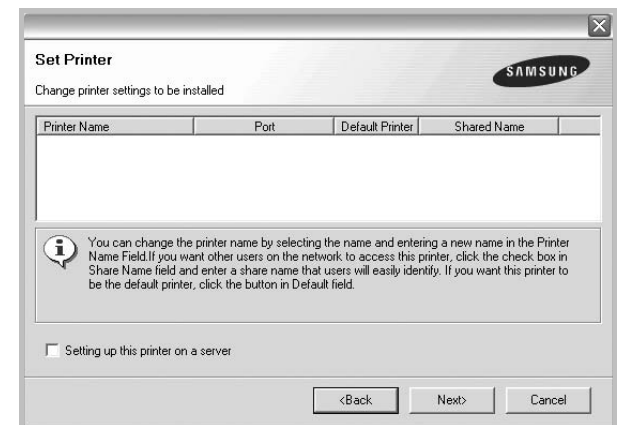 Set Printer
SAMSUNG
Change printer settings to be installed
Printer Name Port Default Printer Shared Name
You can change the printer name by selecting the name and entering a new name in the Printer
Name Field.If you want other users on the network to access this printer, click the check box in
Share Name field and enter a share name that users will easily identify. If you want this printer to
be the default printer, click the button in Default field.
Setting up this printer on a server
<Back Next> Cancel